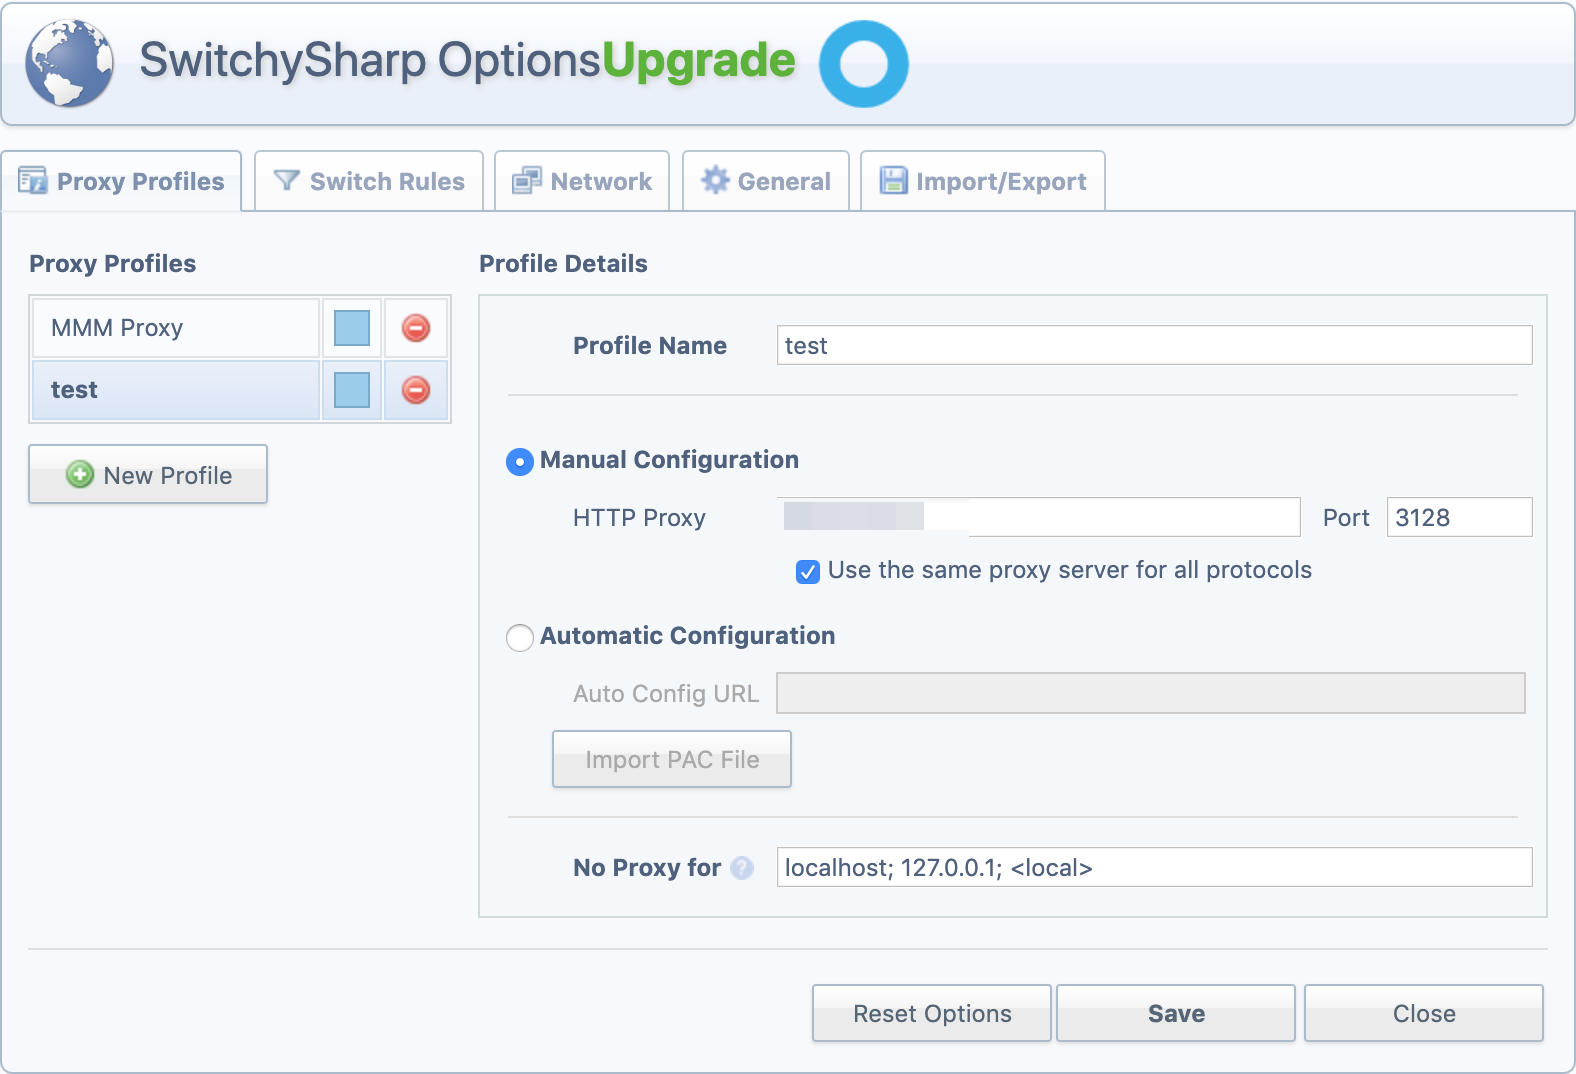 SwitchySharp OptionsUpgrade
Proxy Profiles
Switch Rules
Network
General
Import/Export
Proxy Profiles
MMM Proxy
test
New Profile
Profile Details
Profile Name
test
Manual Configuration
HTTP Proxy
Port
3128
Use the same proxy server for all protocols
Automatic Configuration
Auto Config URL
Import PAC File
No Proxy for ?
localhost; 127.0.0.1; <local>
Reset Options
Save
Close